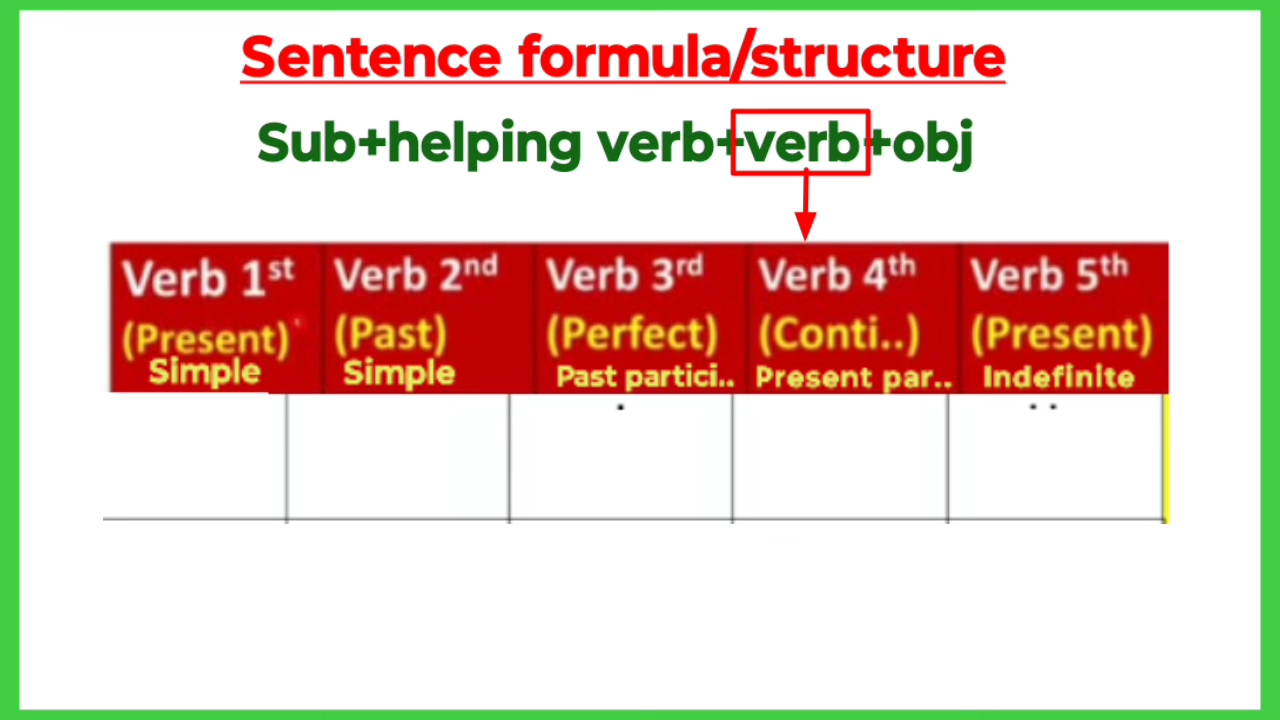 Sentence formula/structure
Sub+helping verb+verb+obj
Verb 1st Verb 2nd Verb 3rd Verb 4th Verb 5th
(Present) (Past) (Perfect) (Conti..) (Present)
Simple Simple Past partici.. Present par.. Indefinite